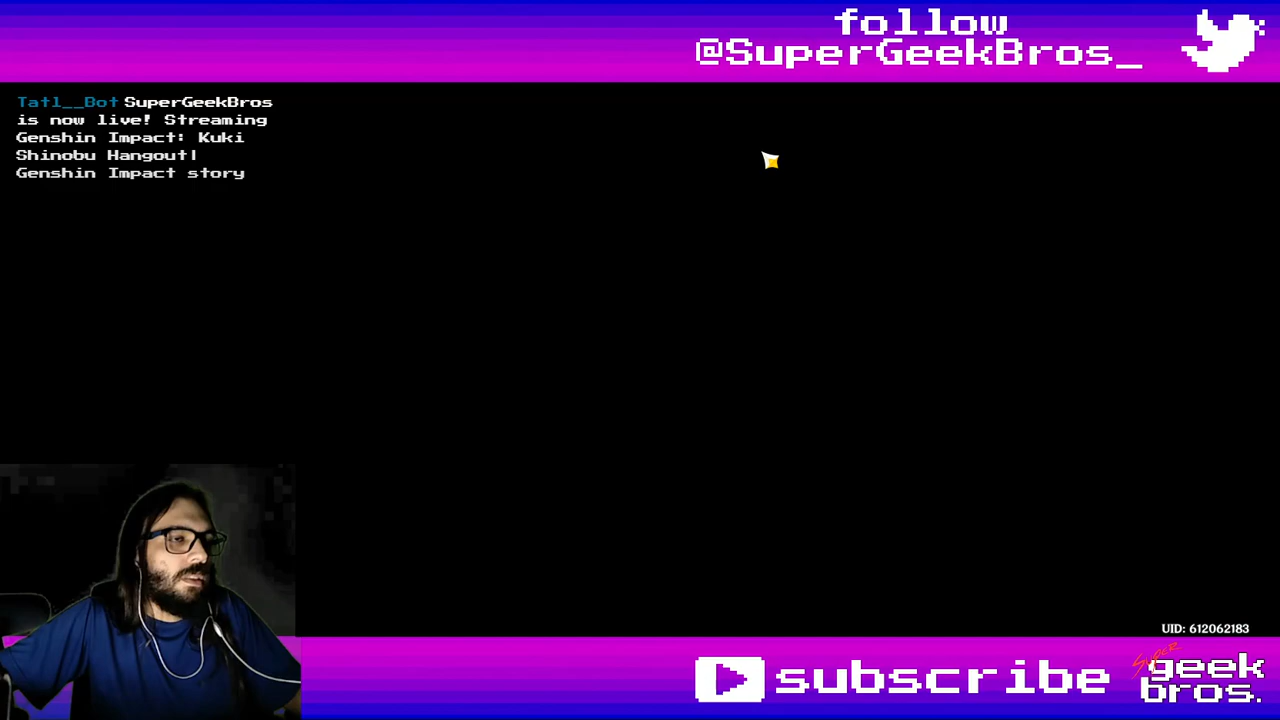 follow
@SuperGeekBros_
Tatl__Bot SuperGeekBros
is now live! Streaming
Genshin Impact: Kuki
Shinobu Hangout|
Genshin Impact story
UID: 612062183
subscribe
Super
geek
bros.